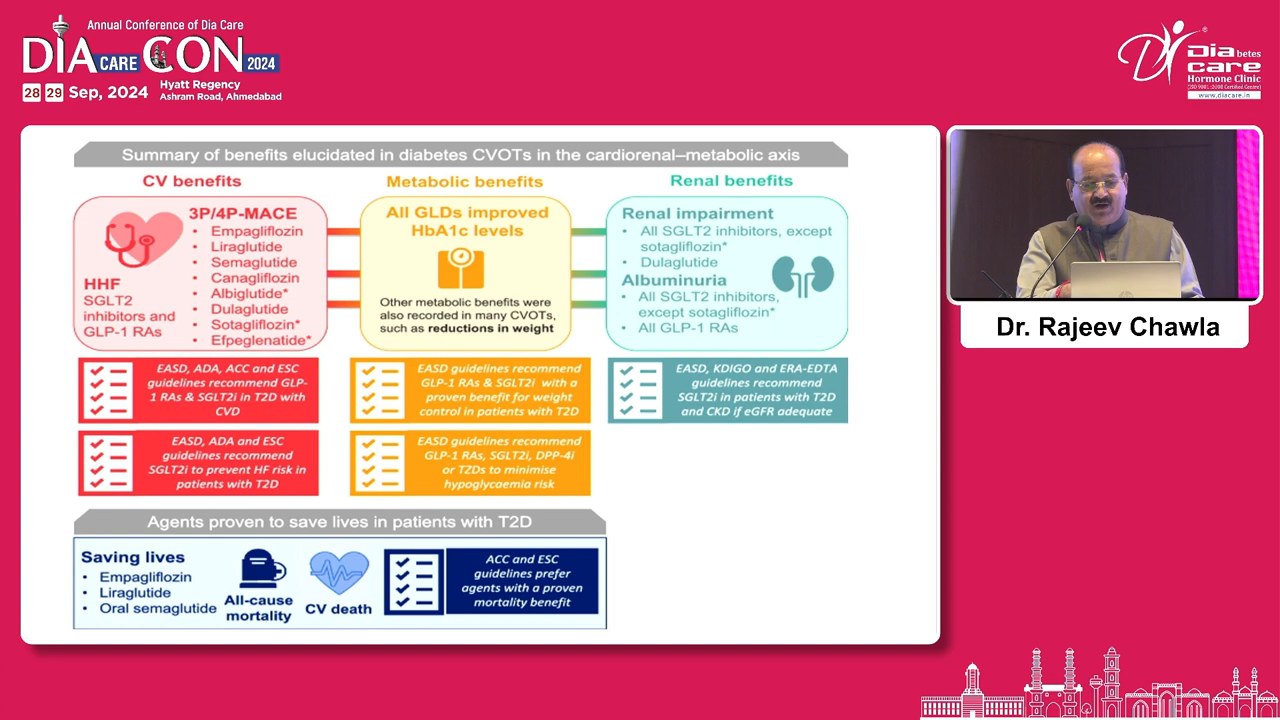 Annual Conference of Dia Care
DIA CARE CON 2024
28 29 Sep, 2024
Hyatt Regency
Ashram Road, Ahmedabad
Diabetes
care
Hormone Clinic
(ISO 9001:2008 Certified Centre)
www.diacare.in
Summary of benefits elucidated in diabetes CVOTs in the cardiorenal–metabolic axis
CV benefits
3P/4P-MACE
• Empagliflozin
• Liraglutide
• Semaglutide
• Canagliflozin
• Albiglutide*
• Dulaglutide
• Sotagliflozin*
• Efpeglenatide*
HHF
SGLT2
inhibitors and
GLP-1 RAs
EASD, ADA, ACC and ESC
guidelines recommend GLP-
1 RAs & SGLT2i in T2D with
CVD
EASD, ADA and ESC
guidelines recommend
SGLT2i to prevent HF risk in
patients with T2D
Metabolic benefits
All GLDs improved
HbA1c levels
Other metabolic benefits were
also recorded in many CVOTs,
such as reductions in weight
EASD guidelines recommend
GLP-1 RAs & SGLT2i with a
proven benefit for weight
control in patients with T2D
EASD guidelines recommend
GLP-1 RAs, SGLT2i, DPP-4i
or TZDs to minimise
hypoglycaemia risk
Renal benefits
Renal impairment
• All SGLT2 inhibitors, except
sotagliflozin*
• Dulaglutide
Albuminuria
• All SGLT2 inhibitors,
except sotagliflozin*
• All GLP-1 RAs
EASD, KDIGO and ERA-EDTA
guidelines recommend
SGLT2i in patients with T2D
and CKD if eGFR adequate
Agents proven to save lives in patients with T2D
Saving lives
• Empagliflozin
• Liraglutide
• Oral semaglutide
All-cause
mortality
CV death
ACC and ESC
guidelines prefer
agents with a proven
mortality benefit
Dr. Rajeev Chawla